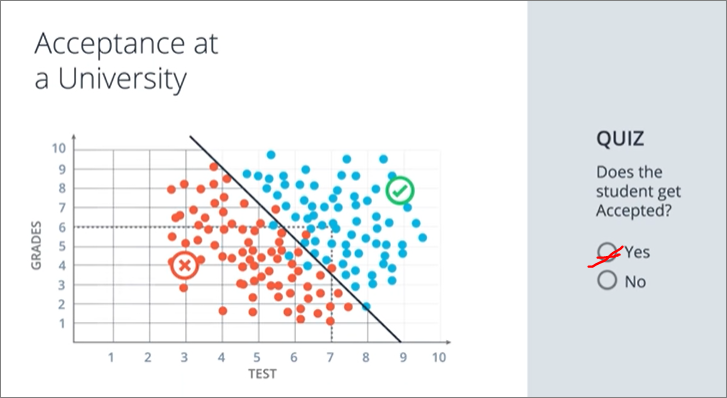 Acceptance at
a University
QUIZ
Does the
student get
Accepted?
Yes
No
10
9
8
7
6
5
4
3
2
1
GRADES
1 2 3 4 5 6 7 8 9 10
TEST